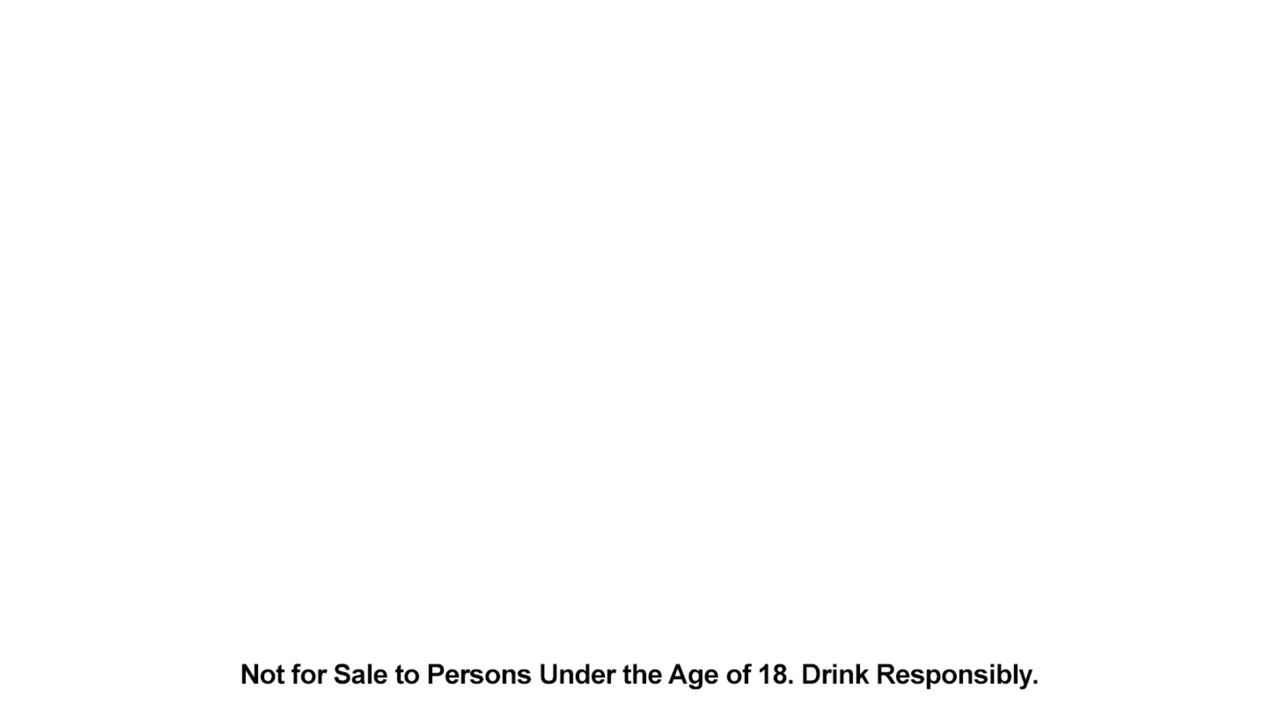 Not for Sale to Persons Under the Age of 18. Drink Responsibly.